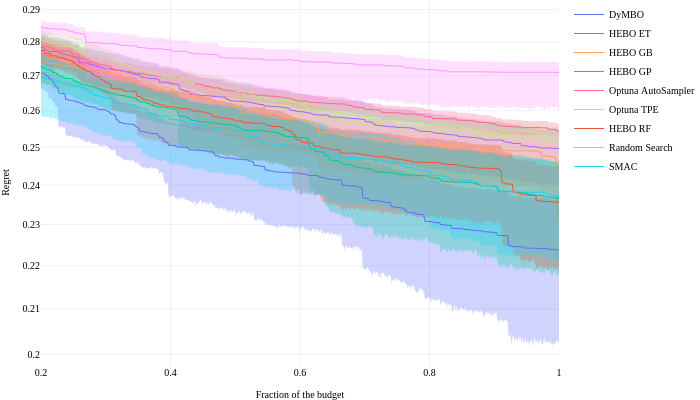 0.29
0.28
0.27
0.26
0.25
0.24
0.23
0.22
0.21
0.2
Regret
0.2
0.4
0.6
0.8
1
Fraction of the budget
DyMBO
HEBO ET
HEBO GB
HEBO GP
Optuna AutoSampler
Optuna TPE
HEBO RF
Random Search
SMAC